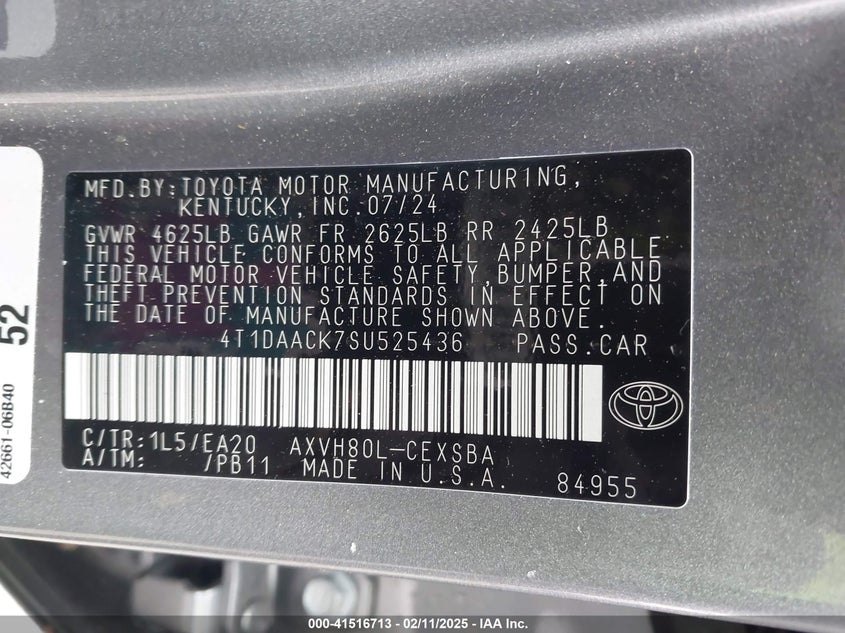 MFD.BY:TOYOTA MOTOR MANUFACTURING,
KENTUCKY, INC.07/24
GVWR 4625LB GAWR FR 2625LB RR 2425LB
THIS VEHICLE CONFORMS TO ALL APPLICABLE
FEDERAL MOTOR VEHICLE SAFETY,BUMPER,AND
THEFT PREVENTION STANDARDS IN EFFECT ON
THE DATE OF MANUFACTURE SHOWN ABOVE.
4T1DAACK7SU525436 PASS.CAR
C/TR:1L5/EA20 AXVH80L-CEXSBA
A/TM: /PB11 MADE IN U.S.A.
84955
52
42661-06B40
000-41516713 - 02/11/2025 - IAA Inc.